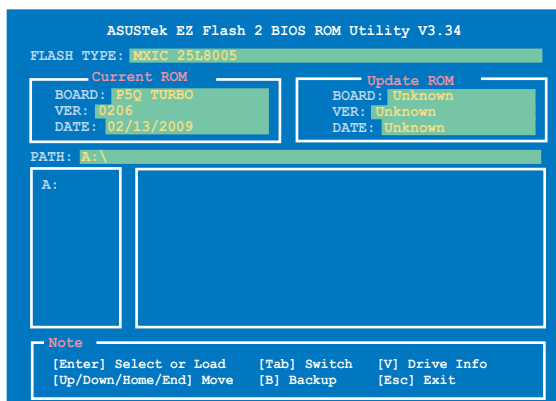 ASUSTek EZ Flash 2 BIOS ROM Utility V3.34
FLASH TYPE: MXIC 25L8005
Current ROM
BOARD: P5Q TURBO
VER: 0206
DATE: 02/13/2009
Update ROM
BOARD: Unknown
VER: Unknown
DATE: Unknown
PATH: A:\
A:
Note
[Enter] Select or Load [Tab] Switch [V] Drive Info
[Up/Down/Home/End] Move [B] Backup [Esc] Exit